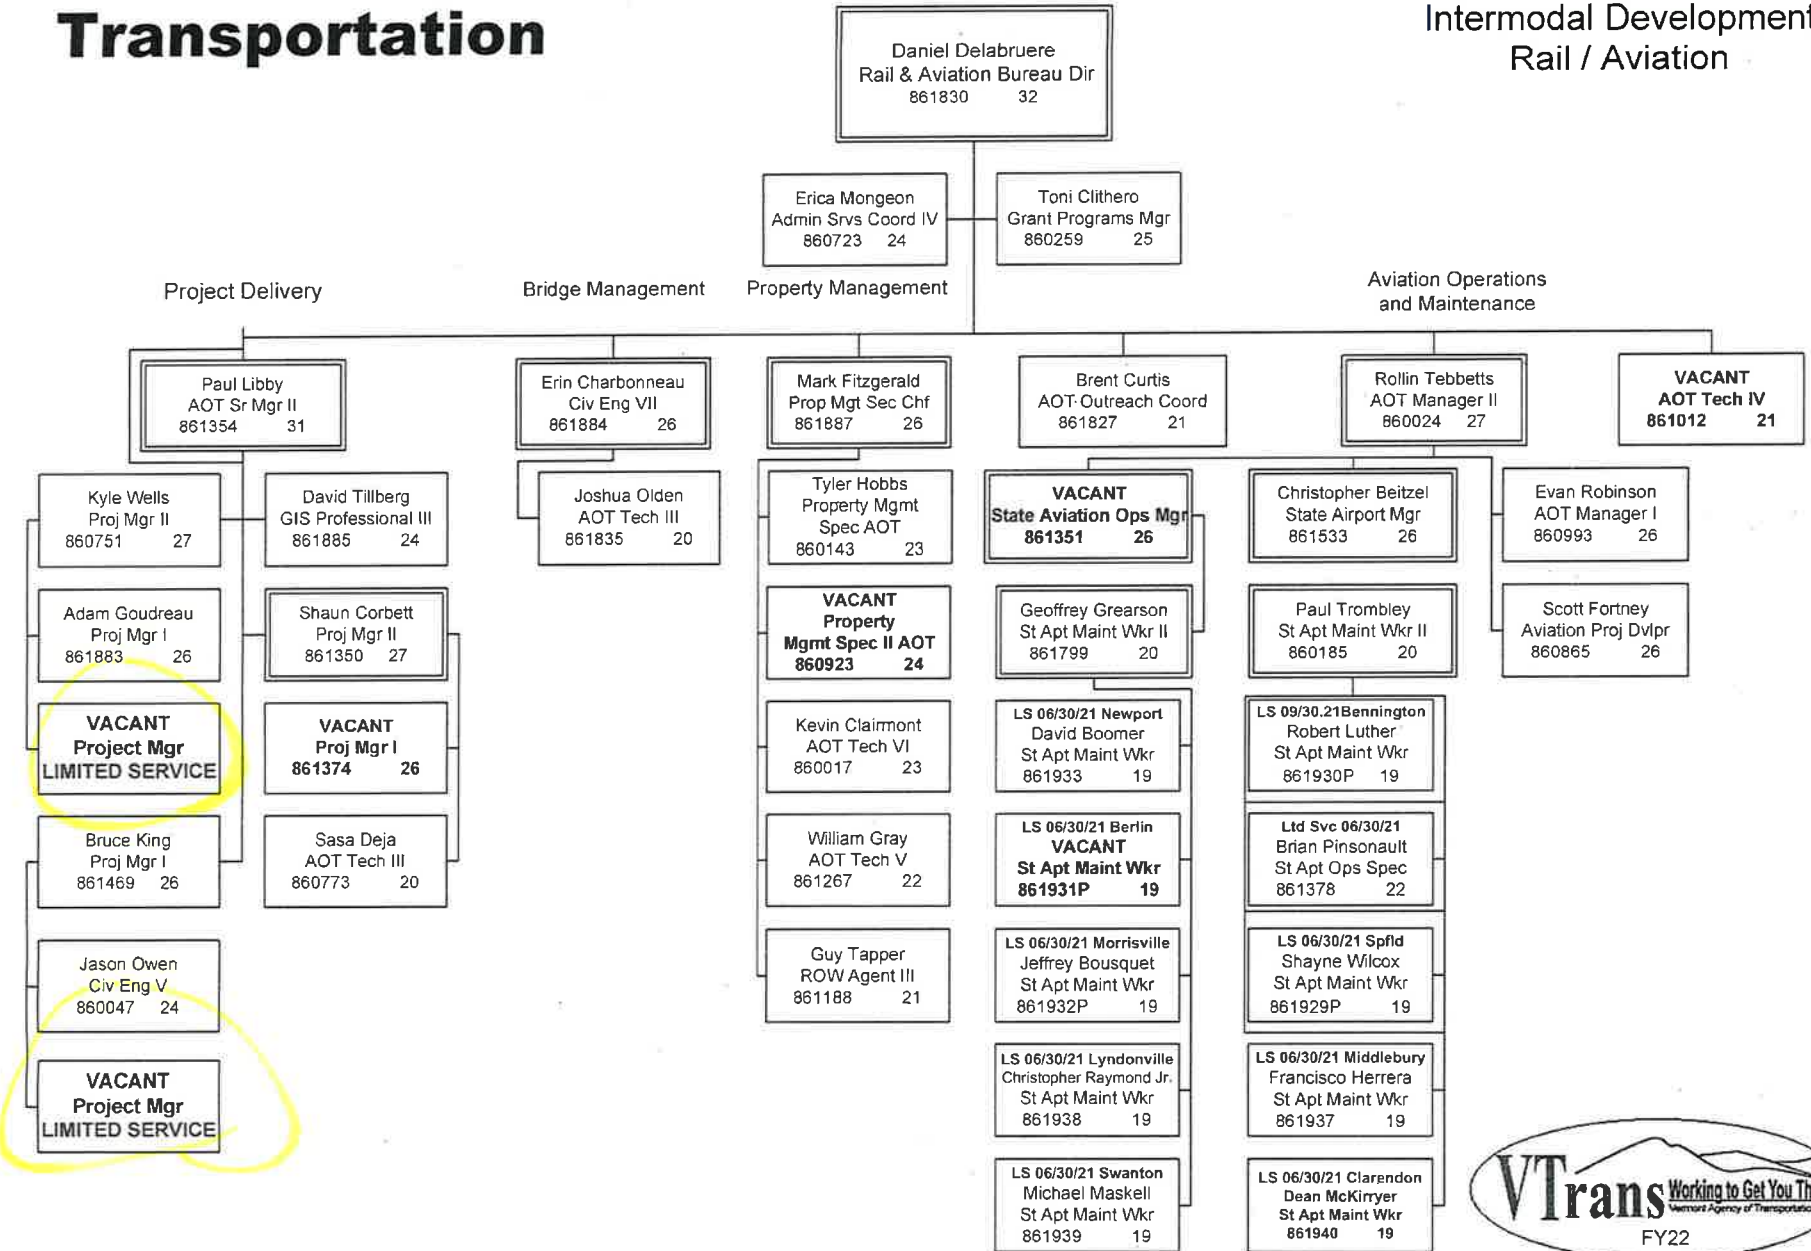 Transportation
Intermodal Development
Rail / Aviation
Daniel Delabruere
Rail & Aviation Bureau Dir
861830 32
Erica Mongeon
Admin Srvs Coord IV
860723 24
Toni Clithero
Grant Programs Mgr
860259 25
Project Delivery
Bridge Management
Property Management
Aviation Operations
and Maintenance
Paul Libby
AOT Sr Mgr II
861354 31
Erin Charbonneau
Civ Eng VII
861884 26
Mark Fitzgerald
Prop Mgt Sec Chf
861887 26
Brent Curtis
AOT Outreach Coord
861827 21
Rollin Tebbetts
AOT Manager II
860024 27
VACANT
AOT Tech IV
861012 21
Kyle Wells
Proj Mgr II
860751 27
David Tillberg
GIS Professional III
861885 24
Adam Goudreau
Proj Mgr I
861883 26
Shaun Corbett
Proj Mgr II
861350 27
VACANT
Project Mgr
LIMITED SERVICE
VACANT
Proj Mgr I
861374 26
Bruce King
Proj Mgr I
861469 26
Sasa Deja
AOT Tech III
860773 20
Jason Owen
Civ Eng V
860047 24
VACANT
Project Mgr
LIMITED SERVICE
Joshua Olden
AOT Tech III
861835 20
Tyler Hobbs
Property Mgmt
Spec AOT
860143 23
VACANT
Property
Mgmt Spec II AOT
860923 24
Kevin Clairmont
AOT Tech VI
860017 23
William Gray
AOT Tech V
861267 22
Guy Tapper
ROW Agent III
861188 21
VACANT
State Aviation Ops Mgr
861351 26
Geoffrey Grearson
St Apt Maint Wkr II
861799 20
LS 06/30/21 Newport
David Boomer
St Apt Maint Wkr
861933 19
LS 06/30/21 Berlin
VACANT
St Apt Maint Wkr
861931P 19
LS 06/30/21 Morrisville
Jeffrey Bousquet
St Apt Maint Wkr
861932P 19
LS 06/30/21 Lyndonville
Christopher Raymond Jr.
St Apt Maint Wkr
861938 19
LS 06/30/21 Swanton
Michael Maskell
St Apt Maint Wkr
861939 19
Christopher Beitzel
State Airport Mgr
861533 26
Paul Trombley
St Apt Maint Wkr II
860185 20
LS 09/30.21Bennington
Robert Luther
St Apt Maint Wkr
861930P 19
Ltd Svc 06/30/21
Brian Pinsonault
St Apt Ops Spec
861378 22
LS 06/30/21 Spfld
Shayne Wilcox
St Apt Maint Wkr
861929P 19
LS 06/30/21 Middlebury
Francisco Herrera
St Apt Maint Wkr
861937 19
LS 06/30/21 Clarendon
Dean McKirryer
St Apt Maint Wkr
861940 19
Evan Robinson
AOT Manager I
860993 26
Scott Fortney
Aviation Proj Dvlpr
860865 26
VTrans Working to Get You Th
Vermont Agency of Transportation
FY22